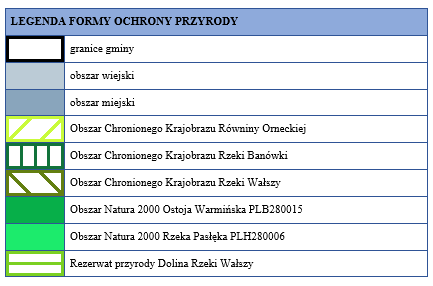 LEGENDA FORMY OCHRONY PRZYRODY
granice gminy
obszar wiejski
obszar miejski
Obszar Chronionego Krajobrazu Równiny Orneckiej
Obszar Chronionego Krajobrazu Rzeki Banówki
Obszar Chronionego Krajobrazu Rzeki Wałszy
Obszar Natura 2000 Ostoja Warmińska PLB280015
Obszar Natura 2000 Rzeka Pasłęka PLH280006
Rezerwat przyrody Dolina Rzeki Wałszy